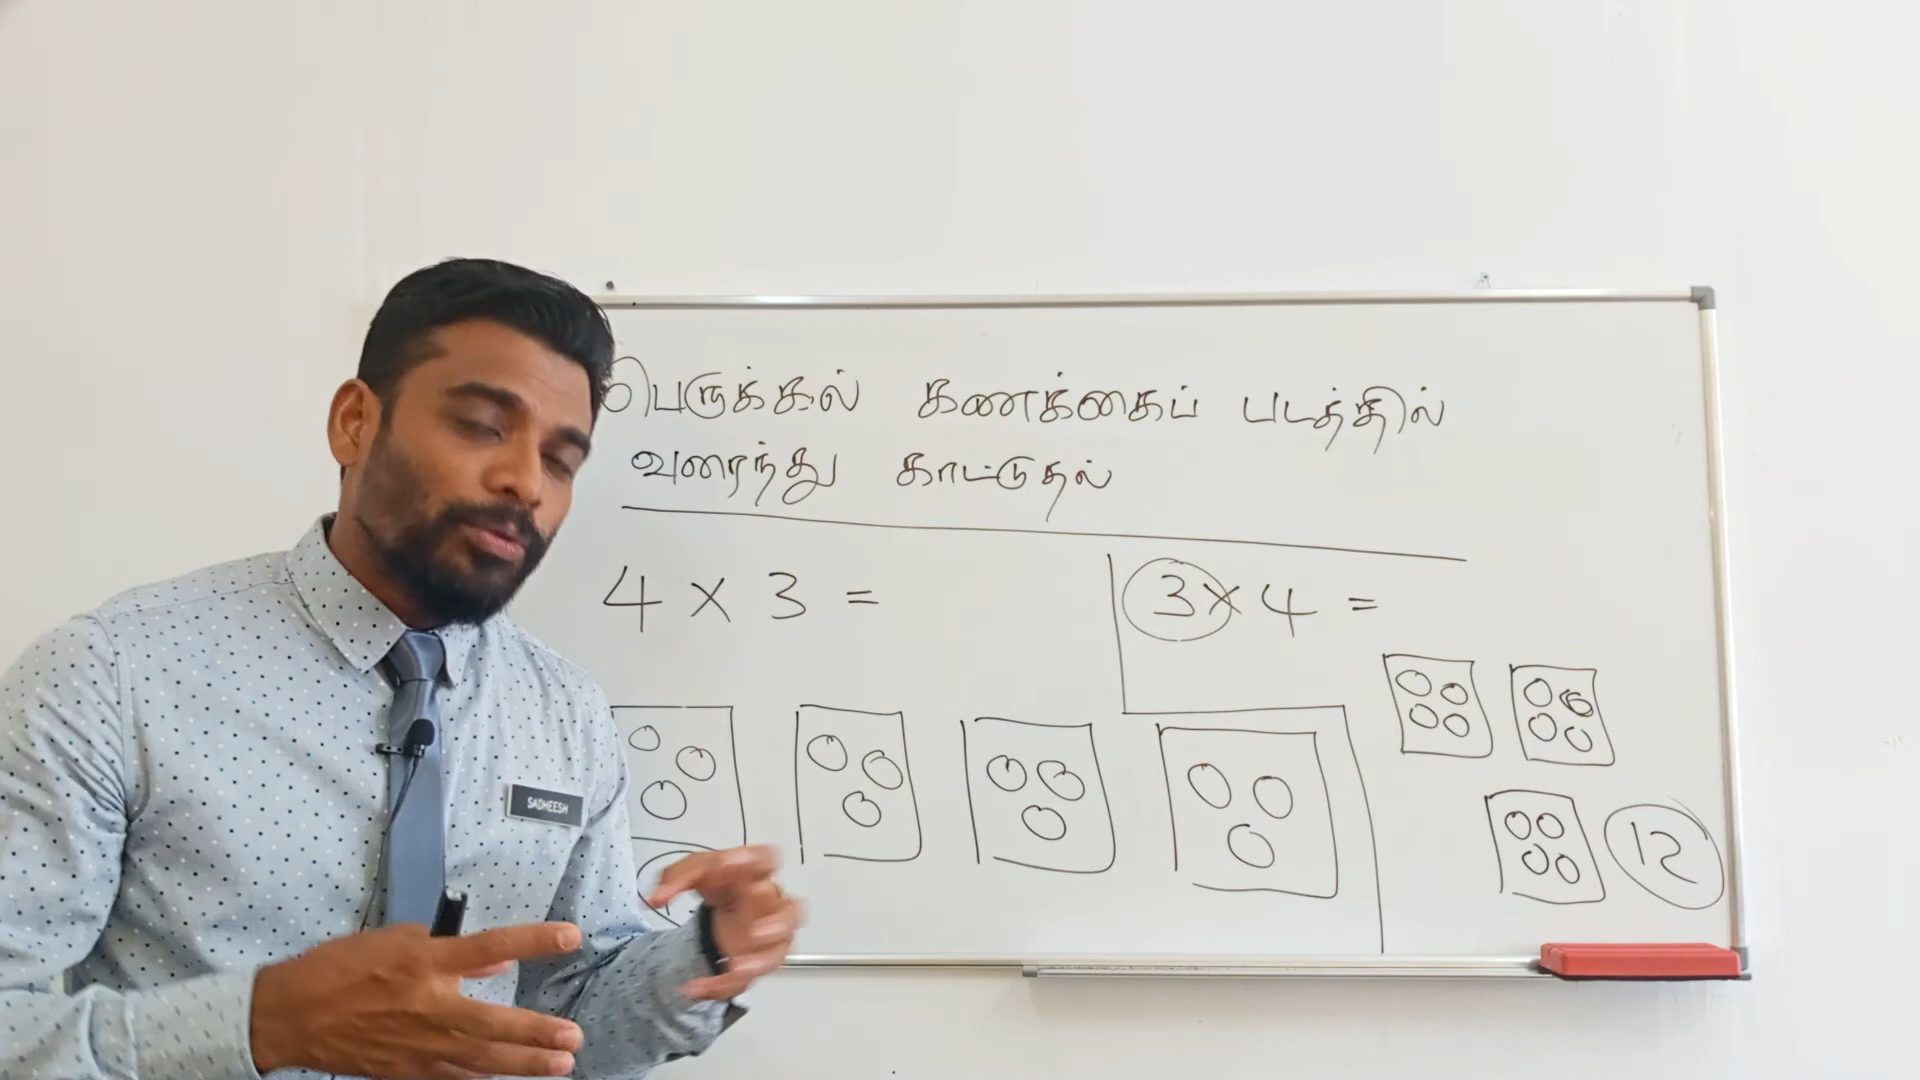 பெருக்கல் கணக்கைப் படத்தில்
வரைந்து காட்டுதல்
4 × 3 =
3 × 4 =
12
SADHEESH